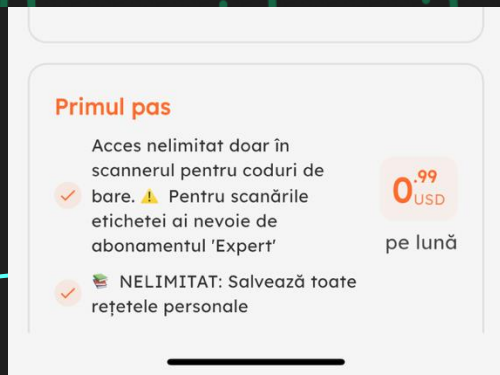 Primul pas
Acces nelimitat doar în
scannerul pentru coduri de
bare. ⚠️ Pentru scanările
etichetei ai nevoie de
abonamentul 'Expert'
0.99
USD
pe lună
📚 NELIMITAT: Salvează toate
rețetele personale